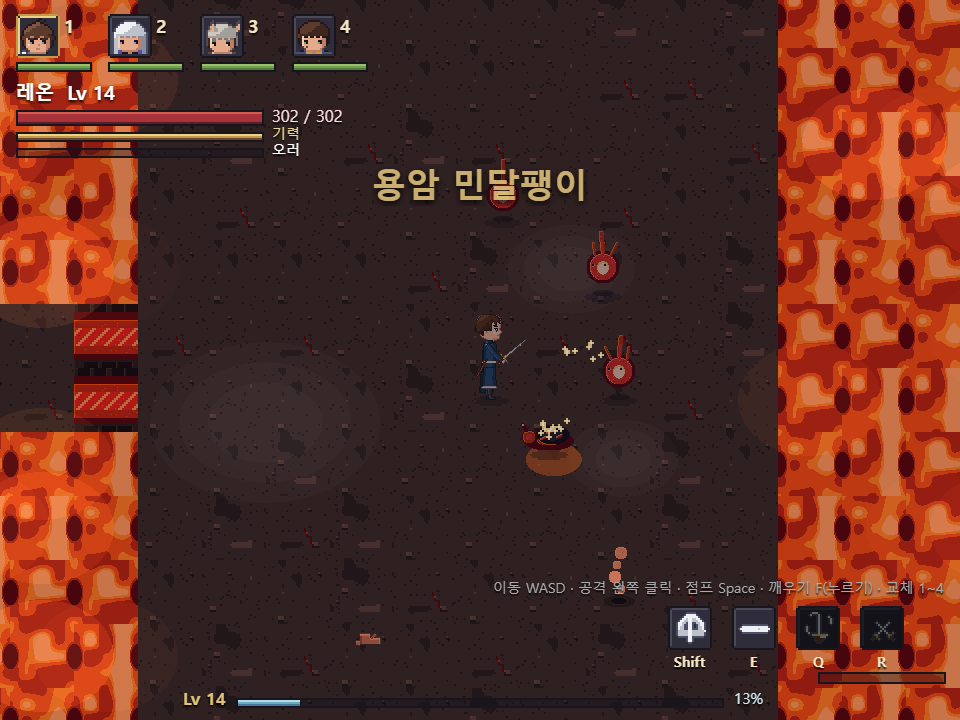 1 2 3 4
레온 Lv 14
302 / 302
기력
오러
용암 민달팽이
이동 WASD · 공격 왼쪽 클릭 · 점프 Space · 깨우기 F(누르기) · 교체 1~4
Shift E Q R
Lv 14 13%